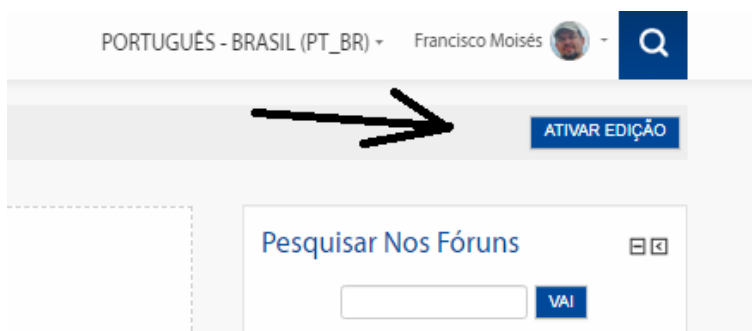 PORTUGUÊS - BRASIL (PT_BR) Francisco Moisés
ATIVAR EDIÇÃO
Pesquisar Nos Fóruns
VAI